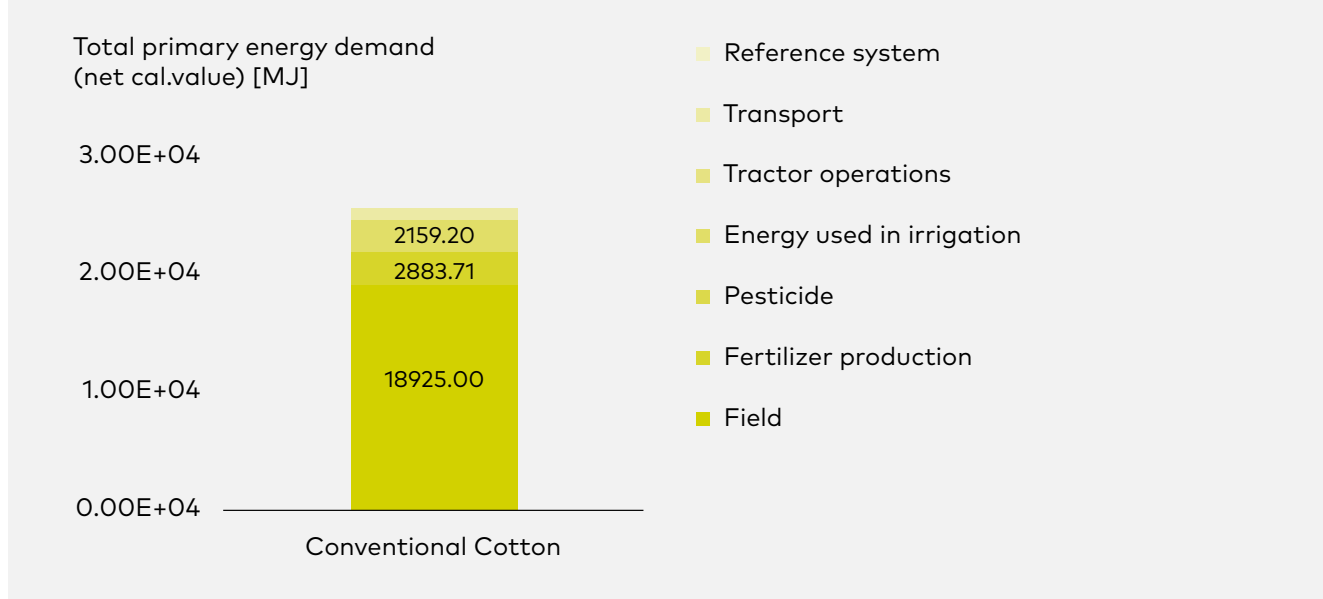 Total primary energy demand
(net cal.value) [MJ]
3.00E+04
2.00E+04
1.00E+04
0.00E+04
2159.20
2883.71
18925.00
Conventional Cotton
Reference system
Transport
Tractor operations
Energy used in irrigation
Pesticide
Fertilizer production
Field